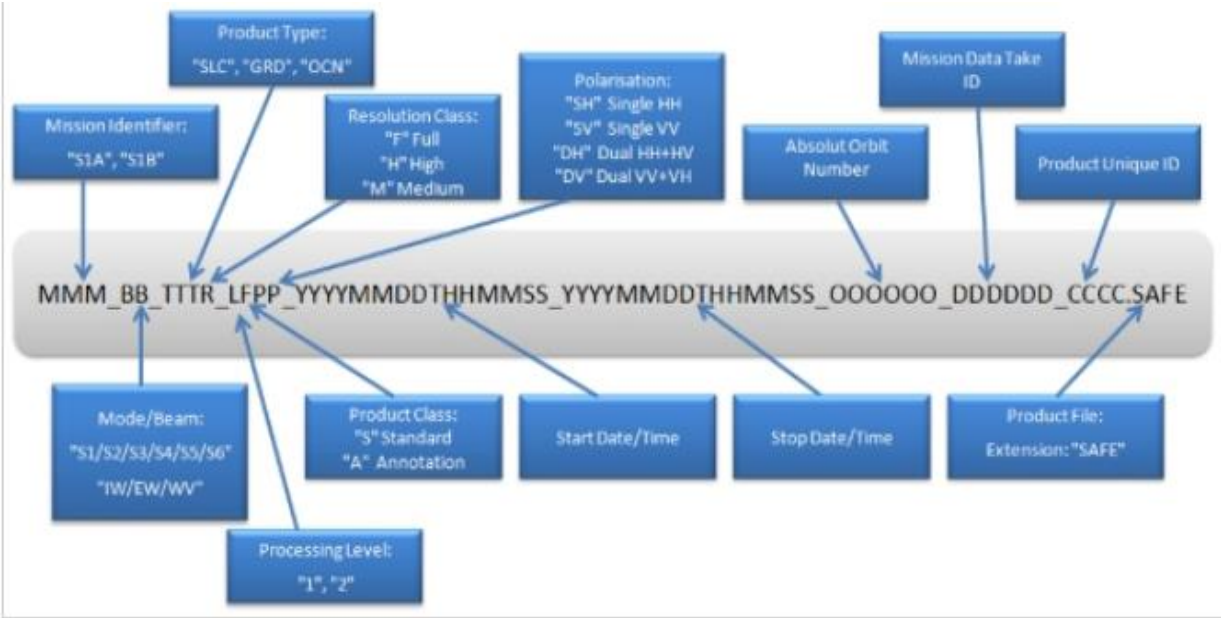 Product Type:
"SLC", "GRD", "OCN"
Mission Identifier:
"S1A", "S1B"
Resolution Class:
"F" Full
"H" High
"M" Medium
Polarisation:
"SH" Single HH
"SV" Single VV
"DH" Dual HH+HV
"DV" Dual VV+VH
Absolut Orbit
Number
Mission Data Take
ID
Product Unique ID
MMM_BB_TTTR_LFPP_YYYYMMDDTHHMMSS_YYYYMMDDTHHMMSS_OOOOOO_DDDDDD_CCCC.SAFE
Mode/Beam:
"S1/S2/S3/S4/S5/S6"
"IW/EW/WV"
Processing Level:
"1", "2"
Product Class:
"S" Standard
"A" Annotation
Start Date/Time
Stop Date/Time
Product File:
Extension: "SAFE"